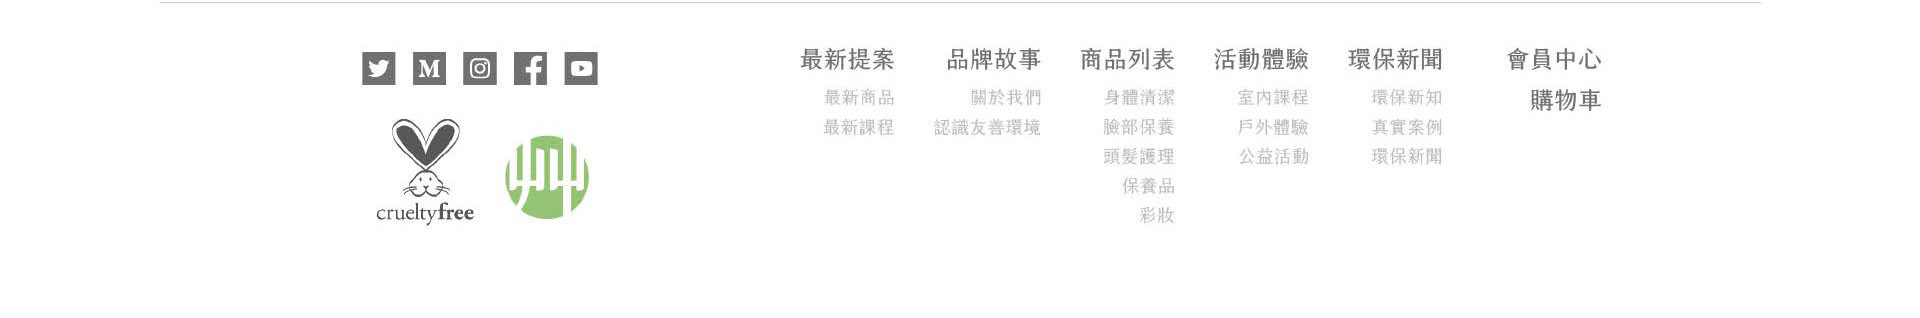 最新提案
最新商品
最新課程
品牌故事
關於我們
認識友善環境
商品列表
身體清潔
臉部保養
頭髮護理
保養品
彩妝
活動體驗
室內課程
戶外體驗
公益活動
環保新聞
環保新知
真實案例
環保新聞
會員中心
購物車
crueltyfree